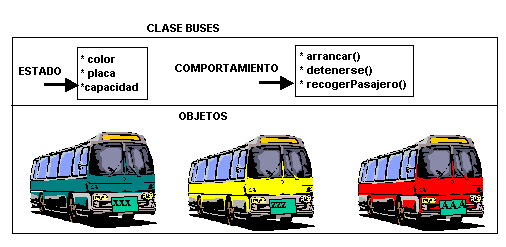 CLASE BUSES
ESTADO
* color
* placa
*capacidad
COMPORTAMIENTO
* arrancar()
* detenerse()
* recogerPasajero()
OBJETOS
XXX
ZZZ
AAA